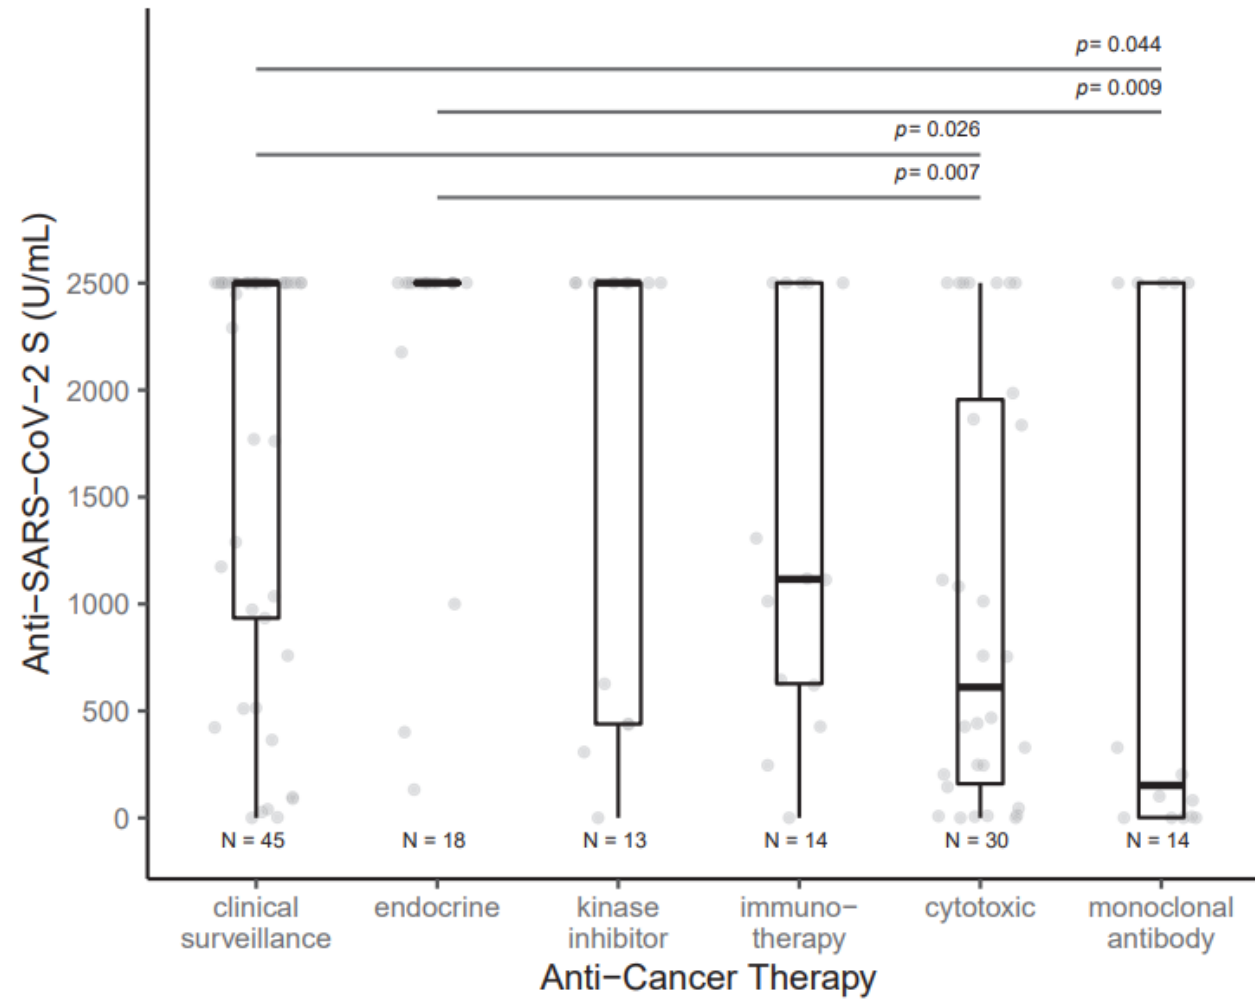 p= 0.044
p= 0.009
p= 0.026
p= 0.007
Anti−SARS−CoV−2 S (U/mL)
2500
2000
1500
1000
500
0
N = 45 N = 18 N = 13 N = 14 N = 30 N = 14
clinical endocrine kinase immuno− cytotoxic monoclonal
surveillance inhibitor therapy antibody
Anti−Cancer Therapy